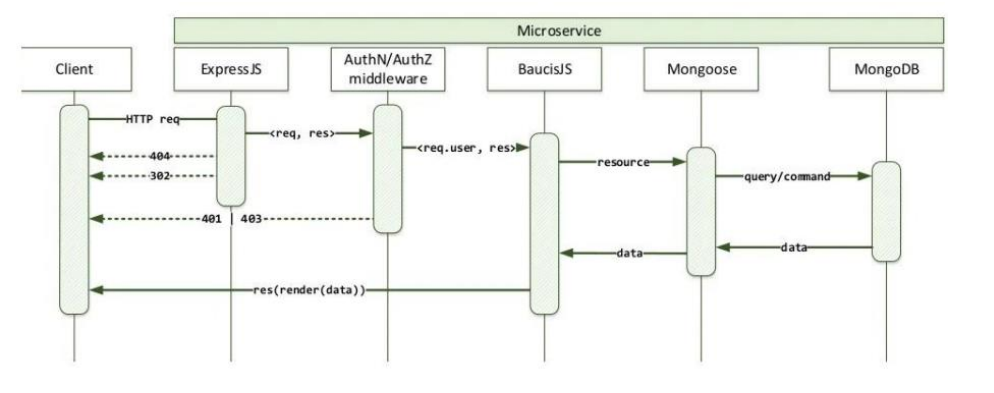 Microservice
Client
ExpressJS
AuthN/AuthZ
middleware
BaucisJS
Mongoose
MongoDB
HTTP req
<req, res>
<req.user, res>
404
resource
302
query/command
401 | 403
data
data
res(render(data))